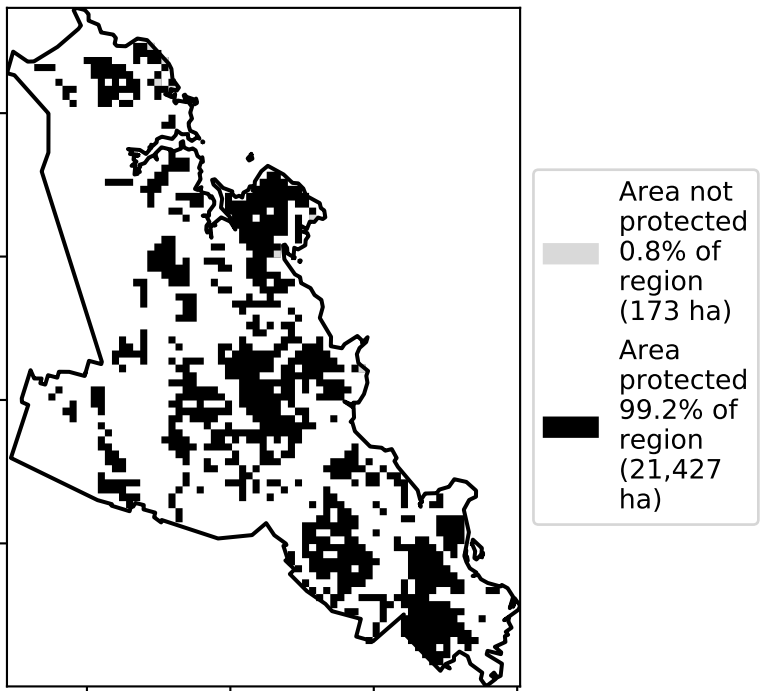 Area not
protected
0.8% of
region
(173 ha)
Area
protected
99.2% of
region
(21,427
ha)